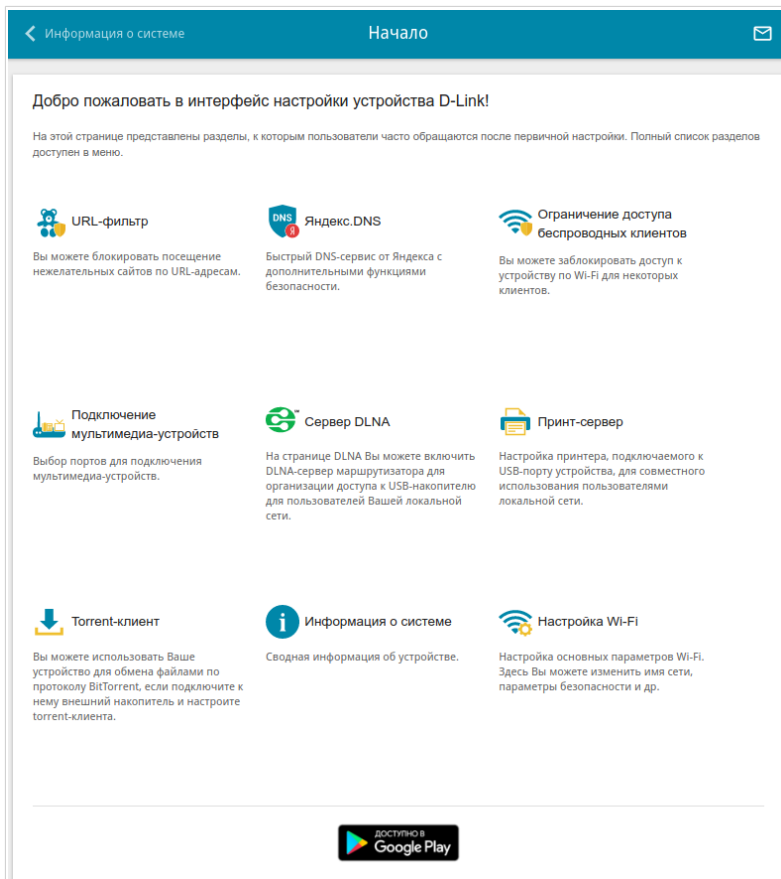 Информация о системе
Начало
Добро пожаловать в интерфейс настройки устройства D-Link!
На этой странице представлены разделы, к которым пользователи часто обращаются после первичной настройки. Полный список разделов
доступен в меню.
URL-фильтр
Вы можете блокировать посещение
нежелательных сайтов по URL-адресам.
DNS
Я
Яндекс.DNS
Быстрый DNS-сервис от Яндекса с
дополнительными функциями
безопасности.
Ограничение доступа
беспроводных клиентов
Вы можете заблокировать доступ к
устройству по Wi-Fi для некоторых
клиентов.
Подключение
мультимедиа-устройств
Выбор портов для подключения
мультимедиа-устройств.
Сервер DLNA
На странице DLNA Вы можете включить
DLNA-сервер маршрутизатора для
организации доступа к USB-накопителю
для пользователей Вашей локальной
сети.
Принт-сервер
Настройка принтера, подключаемого к
USB-порту устройства, для совместного
использования пользователями
локальной сети.
Torrent-клиент
Вы можете использовать Ваше
устройство для обмена файлами по
протоколу BitTorrent, если подключите к
нему внешний накопитель и настроите
torrent-клиента.
i
Информация о системе
Сводная информация об устройстве.
Настройка Wi-Fi
Настройка основных параметров Wi-Fi.
Здесь Вы можете изменить имя сети,
параметры безопасности и др.
ДОСТУПНО В
Google Play